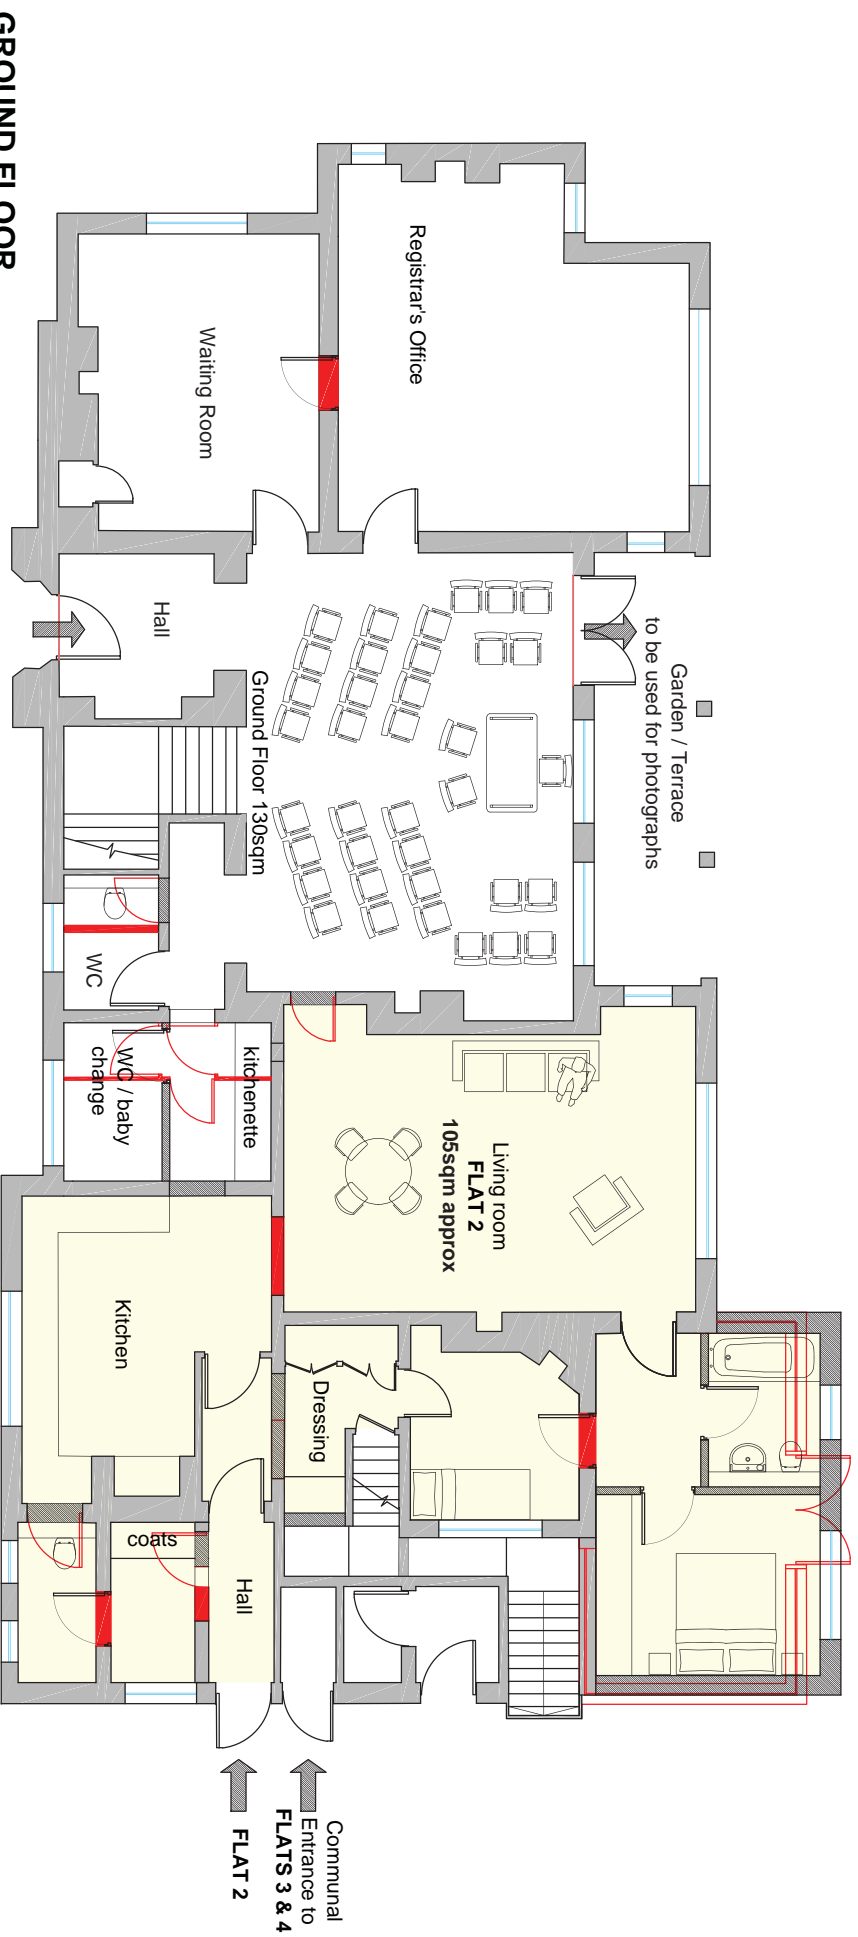 GROUND FLOOR
Registrar's Office
Waiting Room
Hall
Garden / Terrace
to be used for photographs
Ground Floor 130sqm
WC
WC / baby
change
kitchenette
Living room
FLAT 2
105sqm approx
Kitchen
Dressing
coats
Hall
Communal
Entrance to
FLATS 3 & 4
FLAT 2